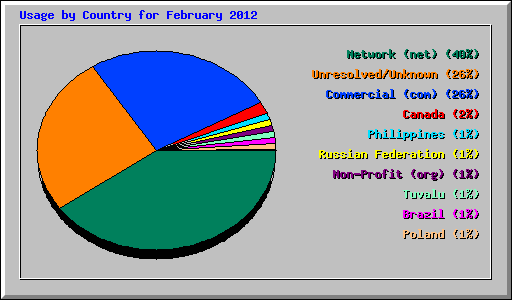 Usage by Country for February 2012
Network (net) (40%)
Unresolved/Unknown (26%)
Commercial (com) (26%)
Canada (2%)
Philippines (1%)
Russian Federation (1%)
Non-Profit (org) (1%)
Tuvalu (1%)
Brazil (1%)
Poland (1%)